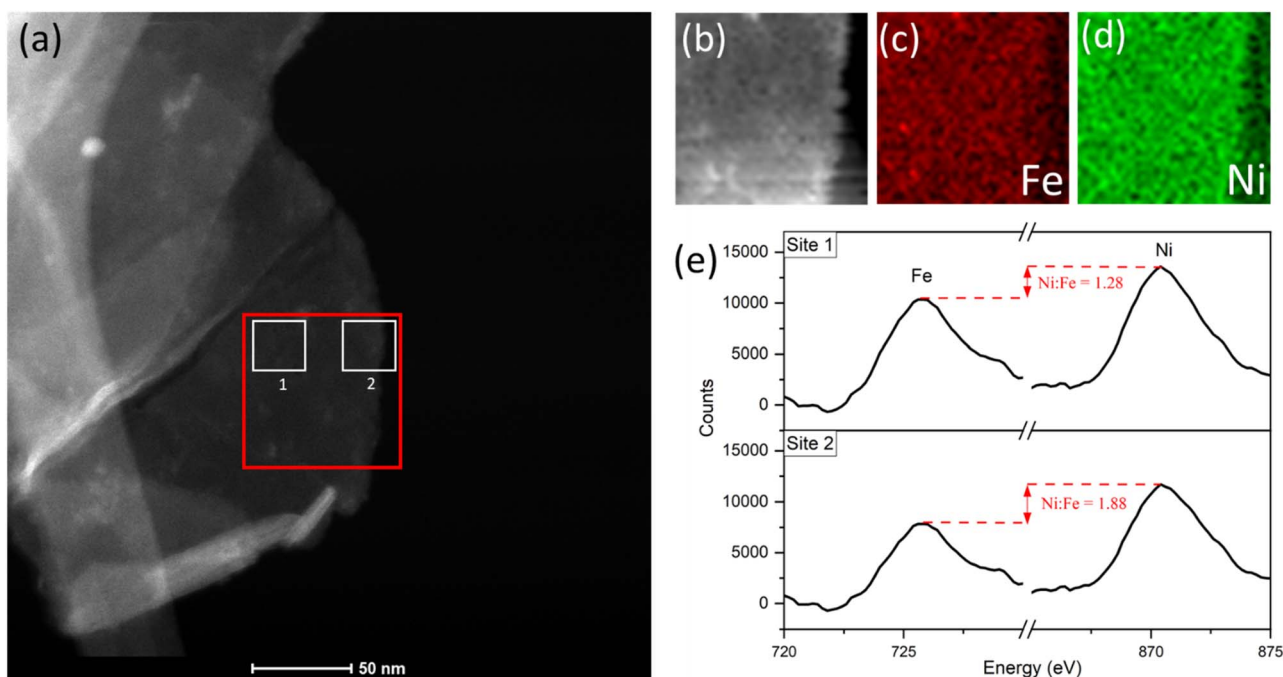 (a)
1
2
50 nm
(b)
(c)
Fe
(d)
Ni
(e)
Site 1
Fe
Ni
Ni:Fe = 1.28
15000
10000
5000
0
Counts
Site 2
Ni:Fe = 1.88
15000
10000
5000
0
720
725
870
875
Energy (eV)